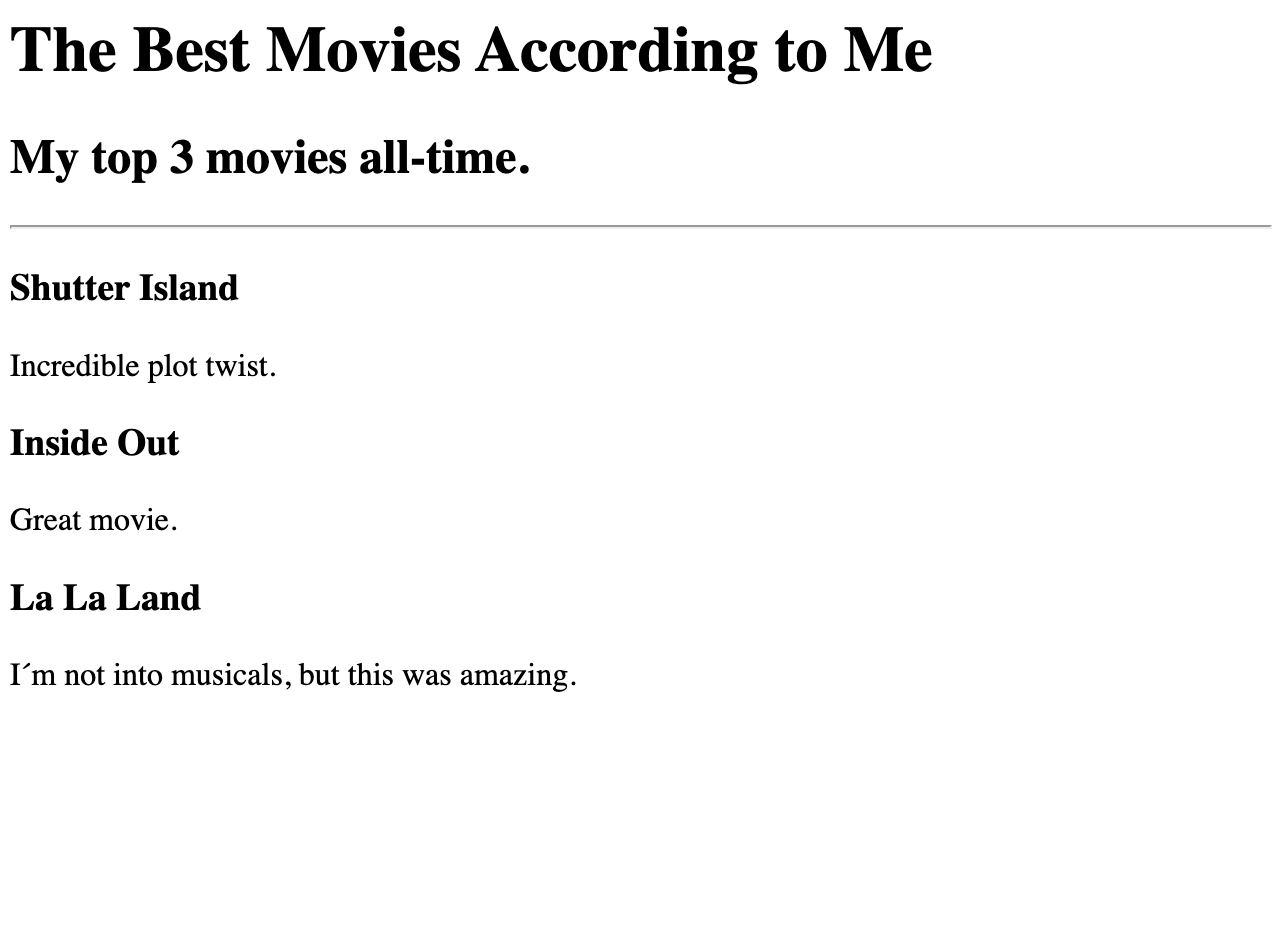 The Best Movies According to Me
My top 3 movies all-time.
Shutter Island
Incredible plot twist.
Inside Out
Great movie.
La La Land
I´m not into musicals, but this was amazing.